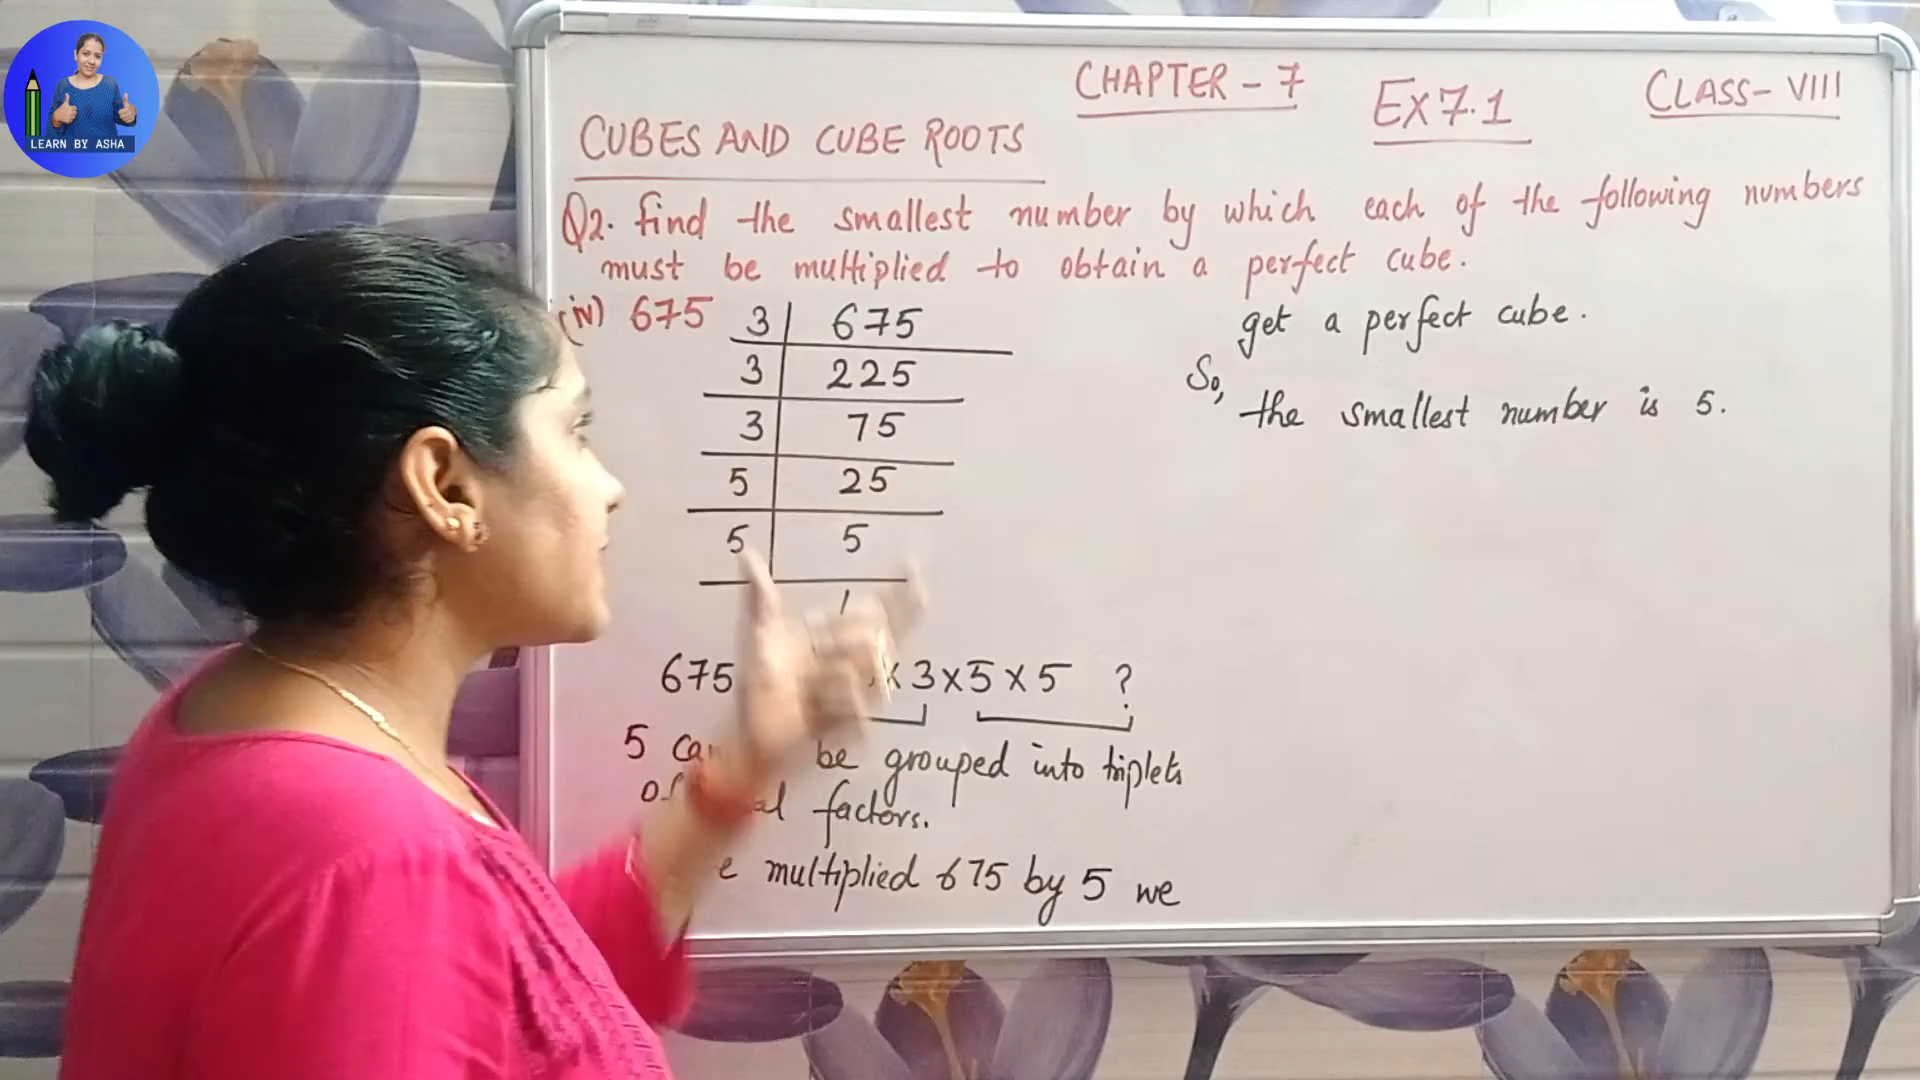 LEARN BY ASHA
CHAPTER - 7
EX 7.1
CLASS - VIII
CUBES AND CUBE ROOTS
Q2. find the smallest number by which each of the following numbers
must be multiplied to obtain a perfect cube.
(iv) 675
3 | 675
3 | 225
3 | 75
5 | 25
5 | 5
1
675 × 3 × 5 × 5 ?
5 be grouped into triplets
factors.
multiplied 675 by 5 we
get a perfect cube.
So,
the smallest number is 5.